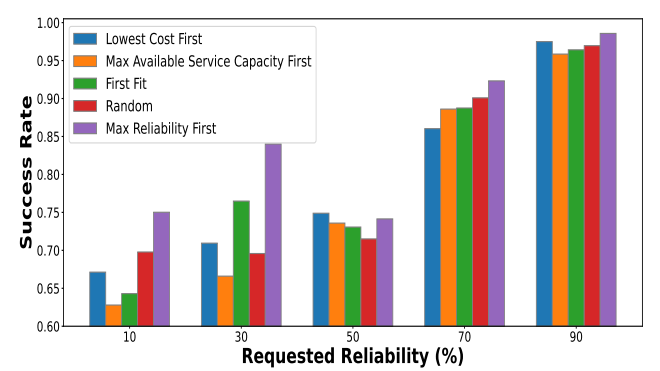 1.00
0.95
0.90
0.85
0.80
0.75
0.70
0.65
0.60
Success Rate
Lowest Cost First
Max Available Service Capacity First
First Fit
Random
Max Reliability First
10 30 50 70 90
Requested Reliability (%)